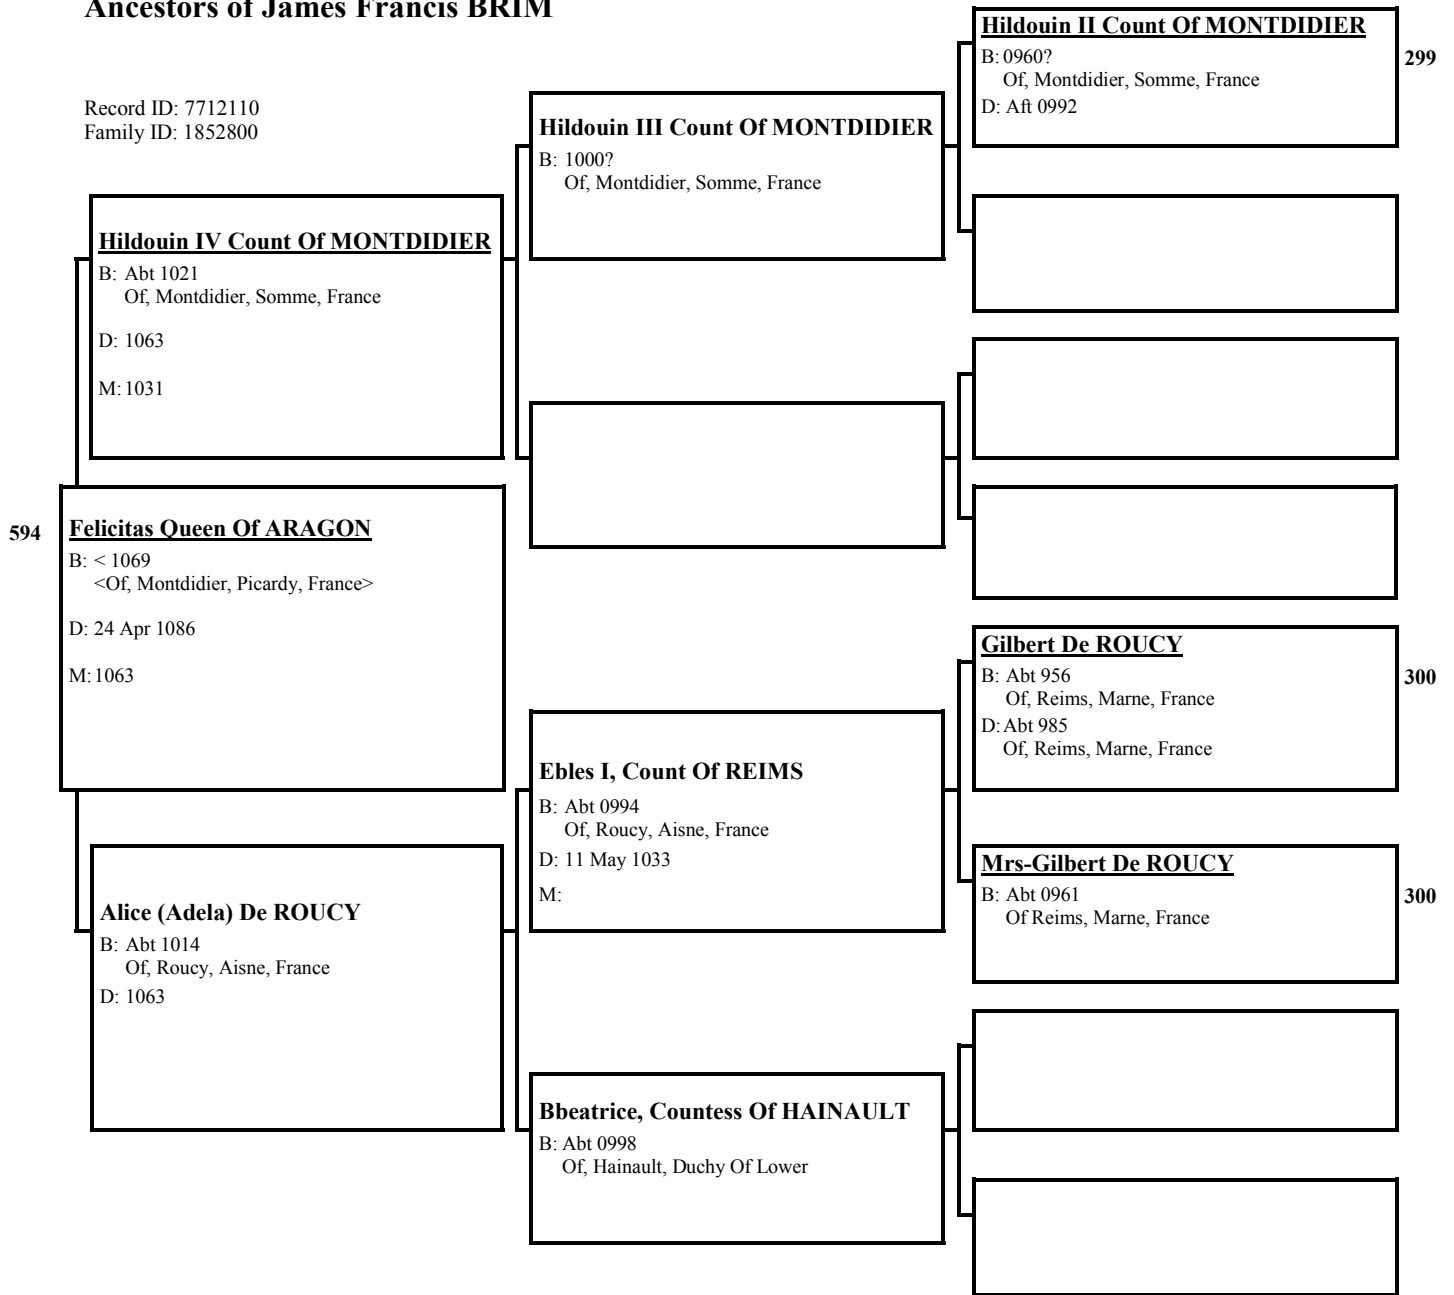 Ancestors of James Francis BRIM
Record ID: 7712110
Family ID: 1852800
594
Felicitas Queen Of ARAGON
B: < 1069
<Of, Montdidier, Picardy, France>
D: 24 Apr 1086
M: 1063
Hildouin IV Count Of MONTDIDIER
B: Abt 1021
Of, Montdidier, Somme, France
D: 1063
M: 1031
Alice (Adela) De ROUCY
B: Abt 1014
Of, Roucy, Aisne, France
D: 1063
Hildouin III Count Of MONTDIDIER
B: 1000?
Of, Montdidier, Somme, France
Ebles I, Count Of REIMS
B: Abt 0994
Of, Roucy, Aisne, France
D: 11 May 1033
M:
Bbeatrice, Countess Of HAINAULT
B: Abt 0998
Of, Hainault, Duchy Of Lower
Hildouin II Count Of MONTDIDIER
B: 0960?
Of, Montdidier, Somme, France
D: Aft 0992
299
Gilbert De ROUCY
B: Abt 956
Of, Reims, Marne, France
D: Abt 985
Of, Reims, Marne, France
300
Mrs-Gilbert De ROUCY
B: Abt 0961
Of Reims, Marne, France
300